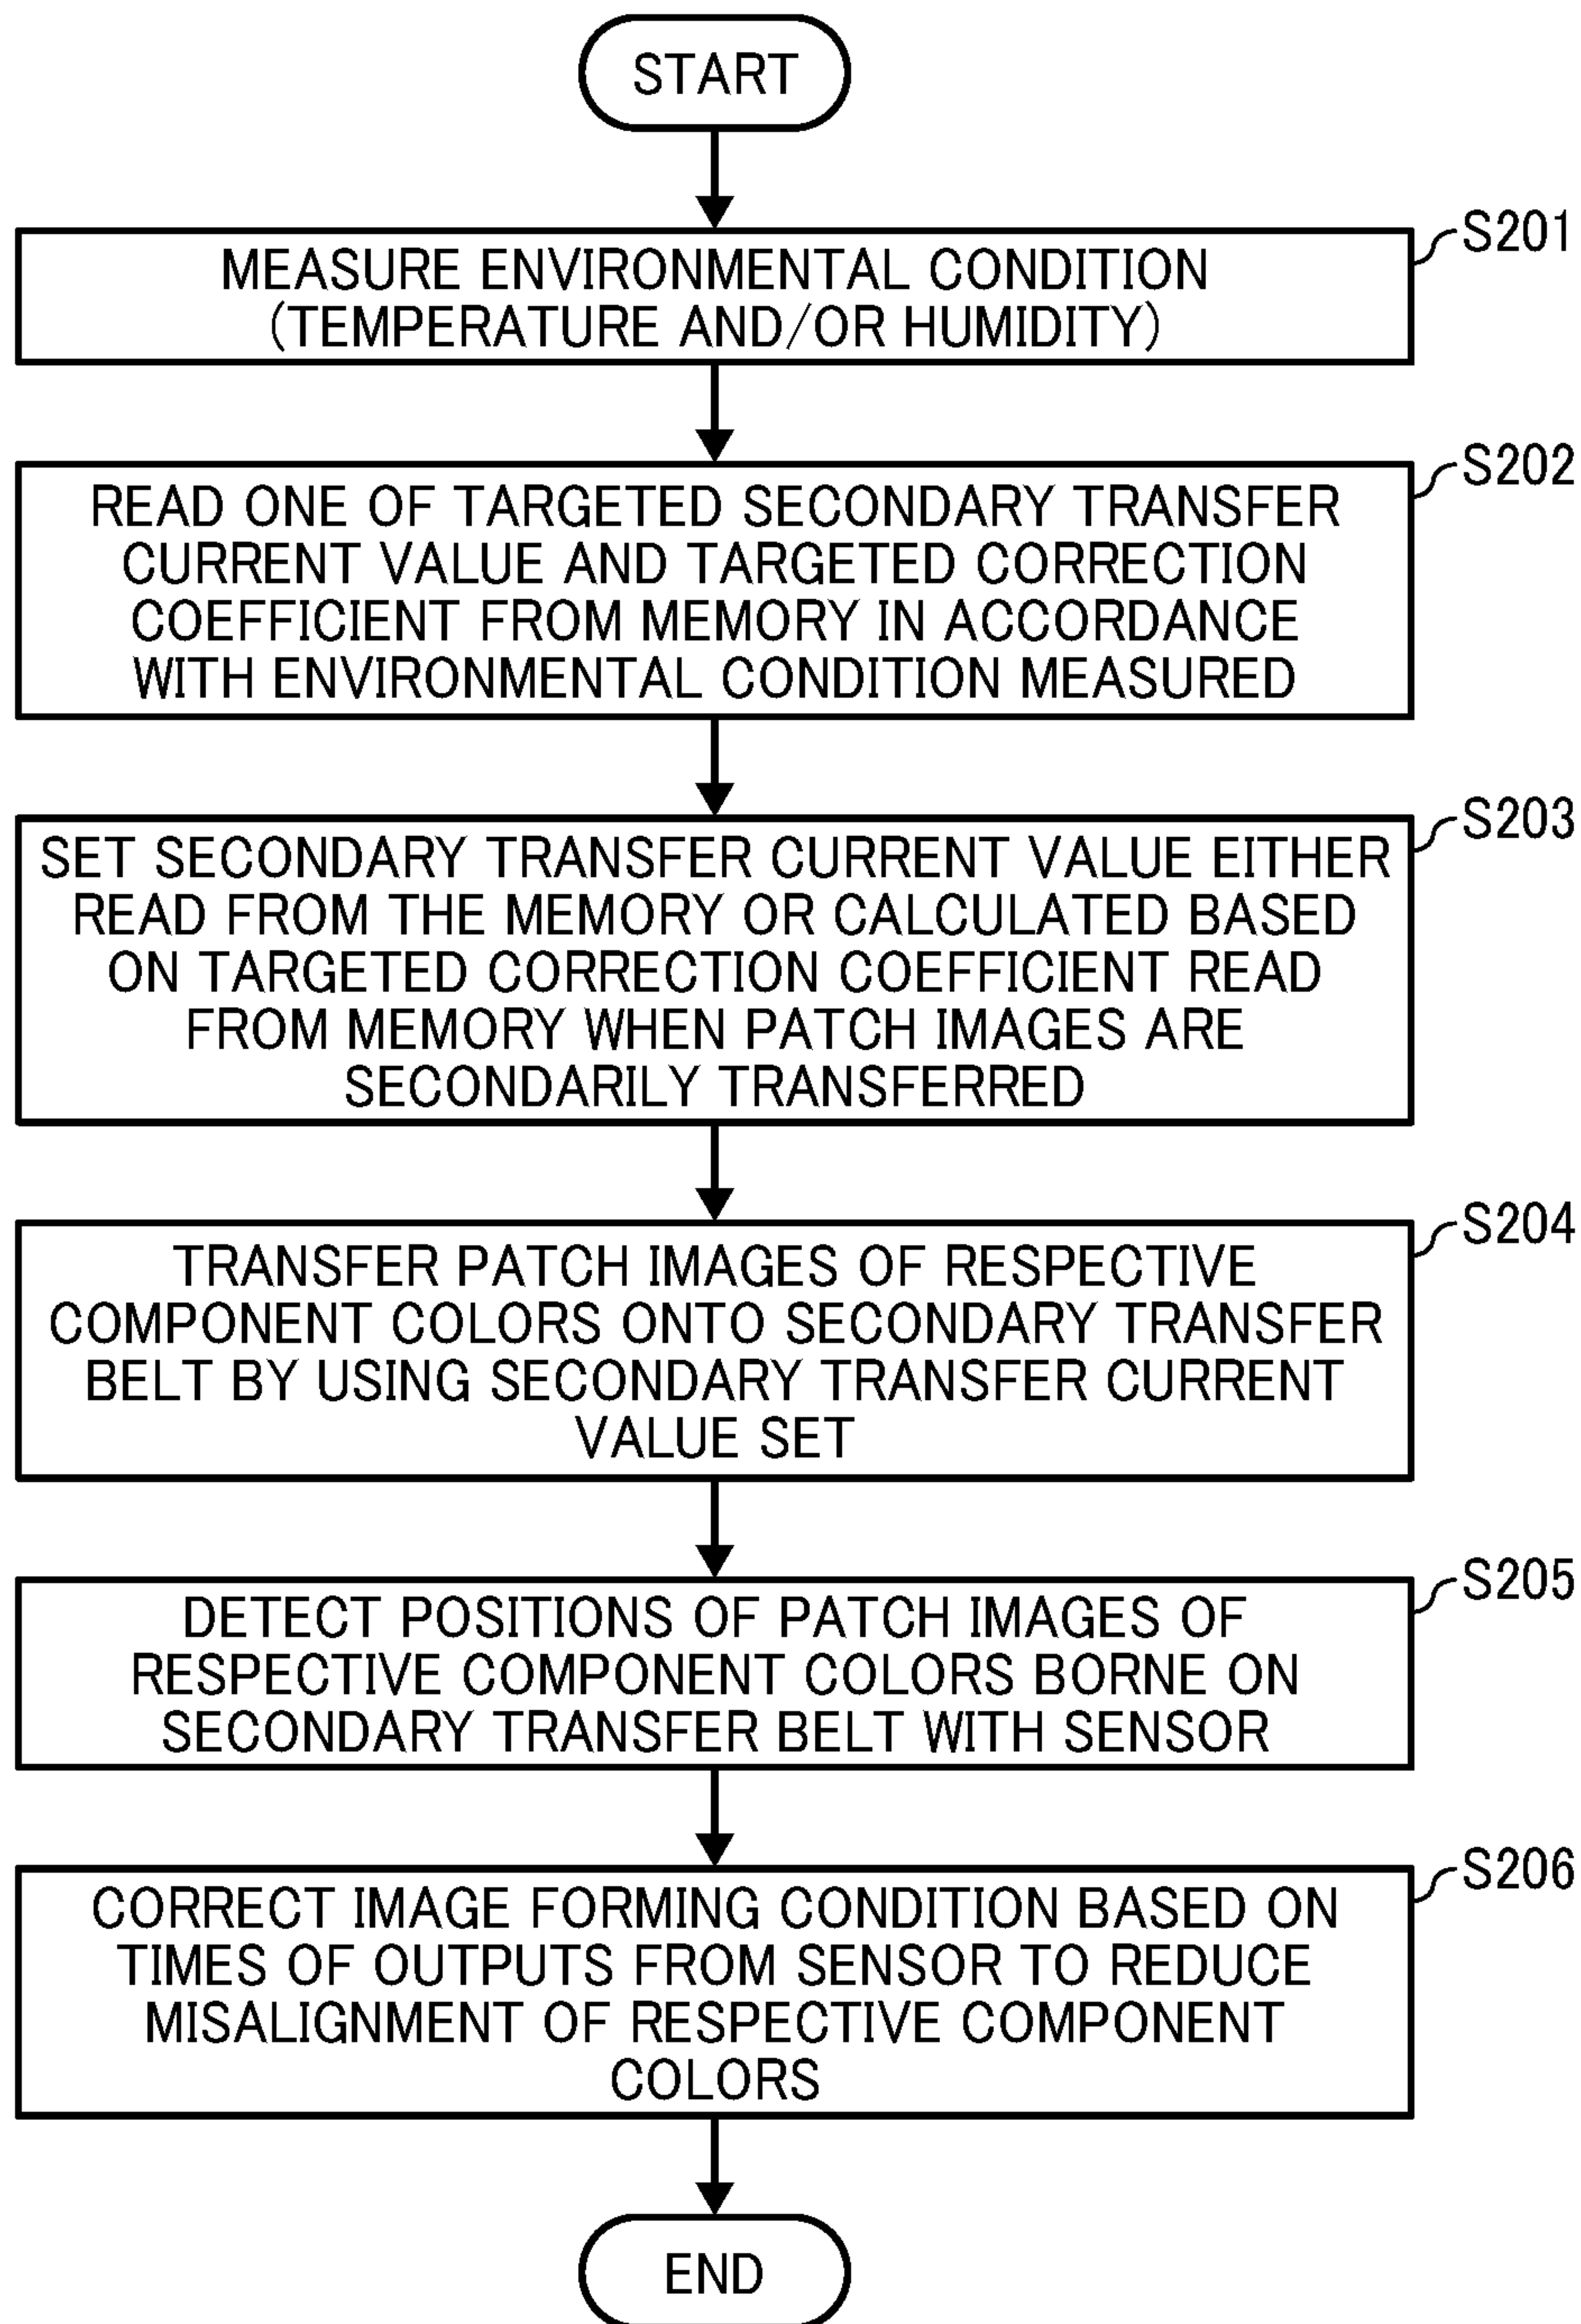 START
S201
MEASURE ENVIRONMENTAL CONDITION
(TEMPERATURE AND/OR HUMIDITY)
S202
READ ONE OF TARGETED SECONDARY TRANSFER
CURRENT VALUE AND TARGETED CORRECTION
COEFFICIENT FROM MEMORY IN ACCORDANCE
WITH ENVIRONMENTAL CONDITION MEASURED
S203
SET SECONDARY TRANSFER CURRENT VALUE EITHER
READ FROM THE MEMORY OR CALCULATED BASED
ON TARGETED CORRECTION COEFFICIENT READ
FROM MEMORY WHEN PATCH IMAGES ARE
SECONDARILY TRANSFERRED
S204
TRANSFER PATCH IMAGES OF RESPECTIVE
COMPONENT COLORS ONTO SECONDARY TRANSFER
BELT BY USING SECONDARY TRANSFER CURRENT
VALUE SET
S205
DETECT POSITIONS OF PATCH IMAGES OF
RESPECTIVE COMPONENT COLORS BORNE ON
SECONDARY TRANSFER BELT WITH SENSOR
S206
CORRECT IMAGE FORMING CONDITION BASED ON
TIMES OF OUTPUTS FROM SENSOR TO REDUCE
MISALIGNMENT OF RESPECTIVE COMPONENT
COLORS
END